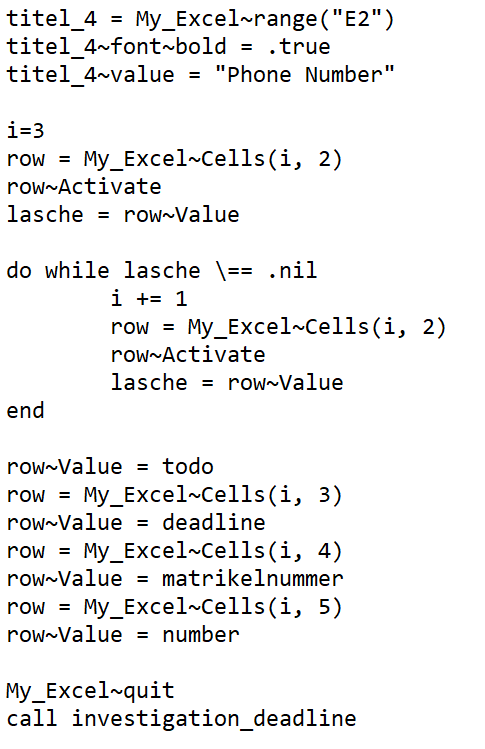 titel_4 = My_Excel~range("E2")
titel_4~font~bold = .true
titel_4~value = "Phone Number"

i=3
row = My_Excel~Cells(i, 2)
row~Activate
lasche = row~Value

do while lasche \== .nil
        i += 1
        row = My_Excel~Cells(i, 2)
        row~Activate
        lasche = row~Value
end

row~Value = todo
row = My_Excel~Cells(i, 3)
row~Value = deadline
row = My_Excel~Cells(i, 4)
row~Value = matrikelnummer
row = My_Excel~Cells(i, 5)
row~Value = number

My_Excel~quit
call investigation_deadline